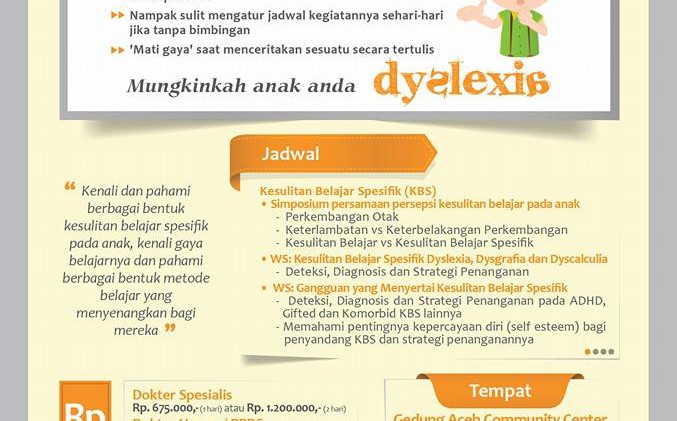 Nampak sulit mengatur jadwal kegiatannya sehari-hari
jika tanpa bimbingan
'Mati gaya' saat menceritakan sesuatu secara tertulis
Mungkinkah anak anda dyslexia
Jadwal
“ Kenali dan pahami
berbagai bentuk
kesulitan belajar spesifik
pada anak, kenali gaya
belajarnya dan pahami
berbagai bentuk metode
belajar yang
menyenangkan bagi
mereka ”
Kesulitan Belajar Spesifik (KBS)
• Simposium persamaan persepsi kesulitan belajar pada anak
- Perkembangan Otak
- Keterlambatan vs Keterbelakangan Perkembangan
- Kesulitan Belajar vs Kesulitan Belajar Spesifik
• WS: Kesulitan Belajar Spesifik Dyslexia, Dysgrafia dan Dyscalculia
- Deteksi, Diagnosis dan Strategi Penanganan
• WS: Gangguan yang Menyertai Kesulitan Belajar Spesifik
- Deteksi, Diagnosis dan Strategi Penanganan pada ADHD,
Gifted dan Komorbid KBS lainnya
- Memahami pentingnya kepercayaan diri (self esteem) bagi
penyandang KBS dan strategi penanganannya
Rp
Dokter Spesialis
Rp. 675.000,- (1 hari) atau Rp. 1.200.000,- (2 hari)
Tempat
Gedung Aceh Community Center